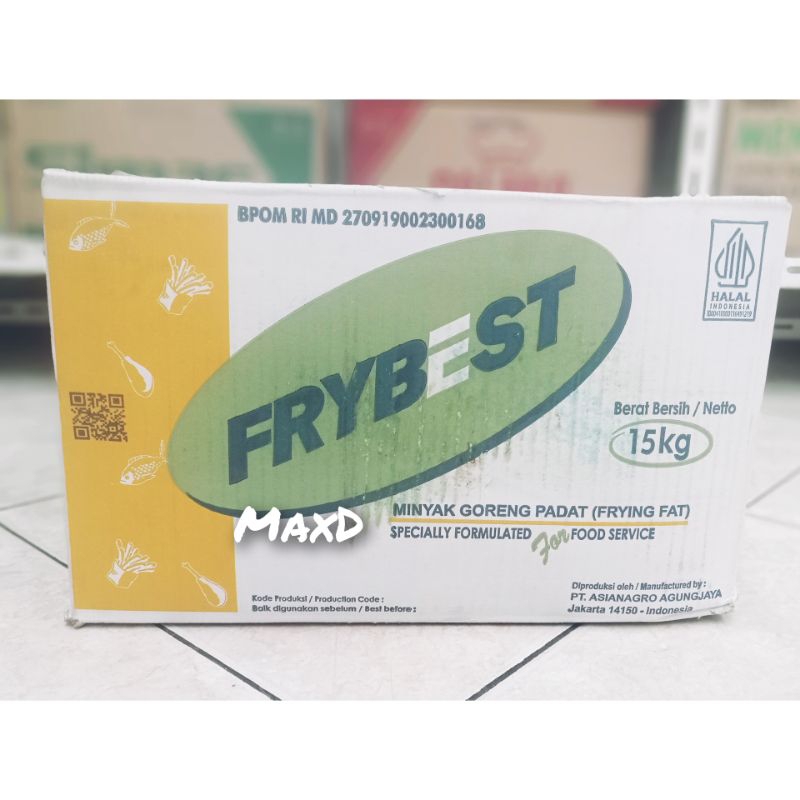 BPOM RI MD 270919002300168
HALAL
INDONESIA
FRYBEST
Berat Bersih / Netto
15kg
MaxD
MINYAK GORENG PADAT (FRYING FAT)
SPECIALLY FORMULATED For FOOD SERVICE
Kode Produksi / Production Code :
Baik digunakan sebelum / Best before :
Diproduksi oleh / Manufactured by :
PT. ASIANAGRO AGUNGJAYA
Jakarta 14150 - Indonesia